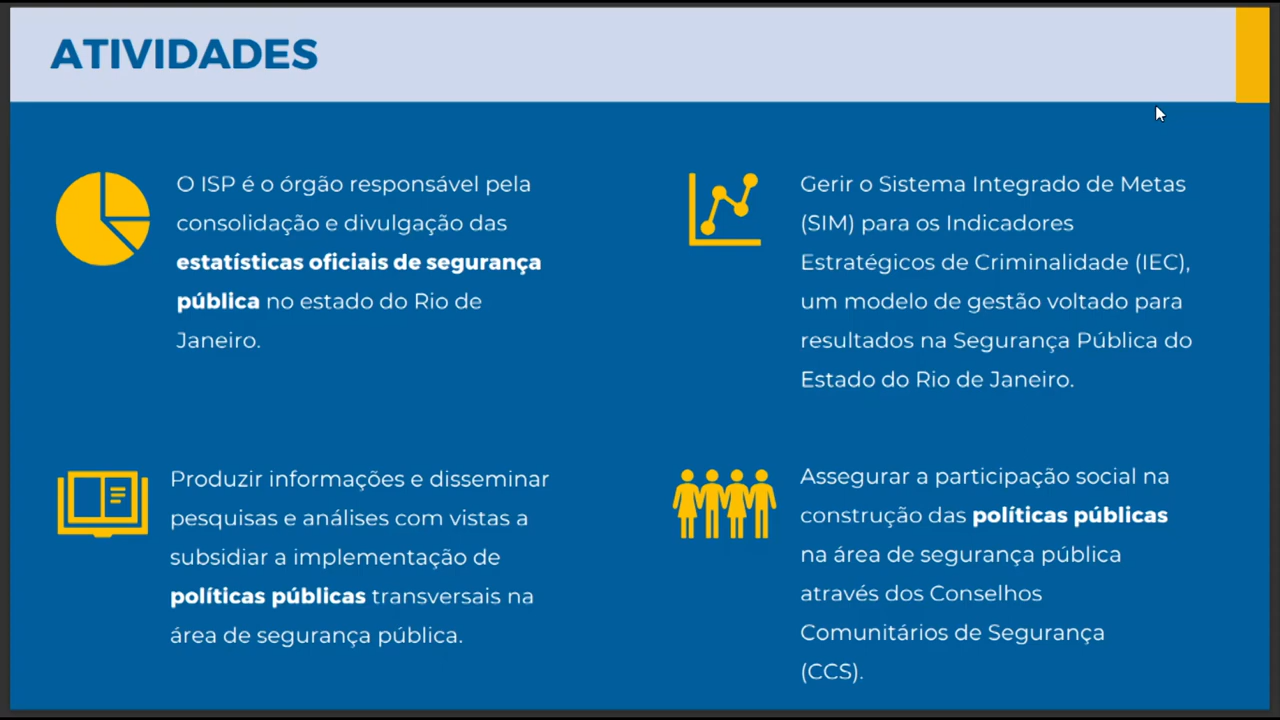 ATIVIDADES
O ISP é o órgão responsável pela
consolidação e divulgação das
estatísticas oficiais de segurança
pública no estado do Rio de
Janeiro.
Gerir o Sistema Integrado de Metas
(SIM) para os Indicadores
Estratégicos de Criminalidade (IEC),
um modelo de gestão voltado para
resultados na Segurança Pública do
Estado do Rio de Janeiro.
Produzir informações e disseminar
pesquisas e análises com vistas a
subsidiar a implementação de
políticas públicas transversais na
área de segurança pública.
Assegurar a participação social na
construção das políticas públicas
na área de segurança pública
através dos Conselhos
Comunitários de Segurança
(CCS).